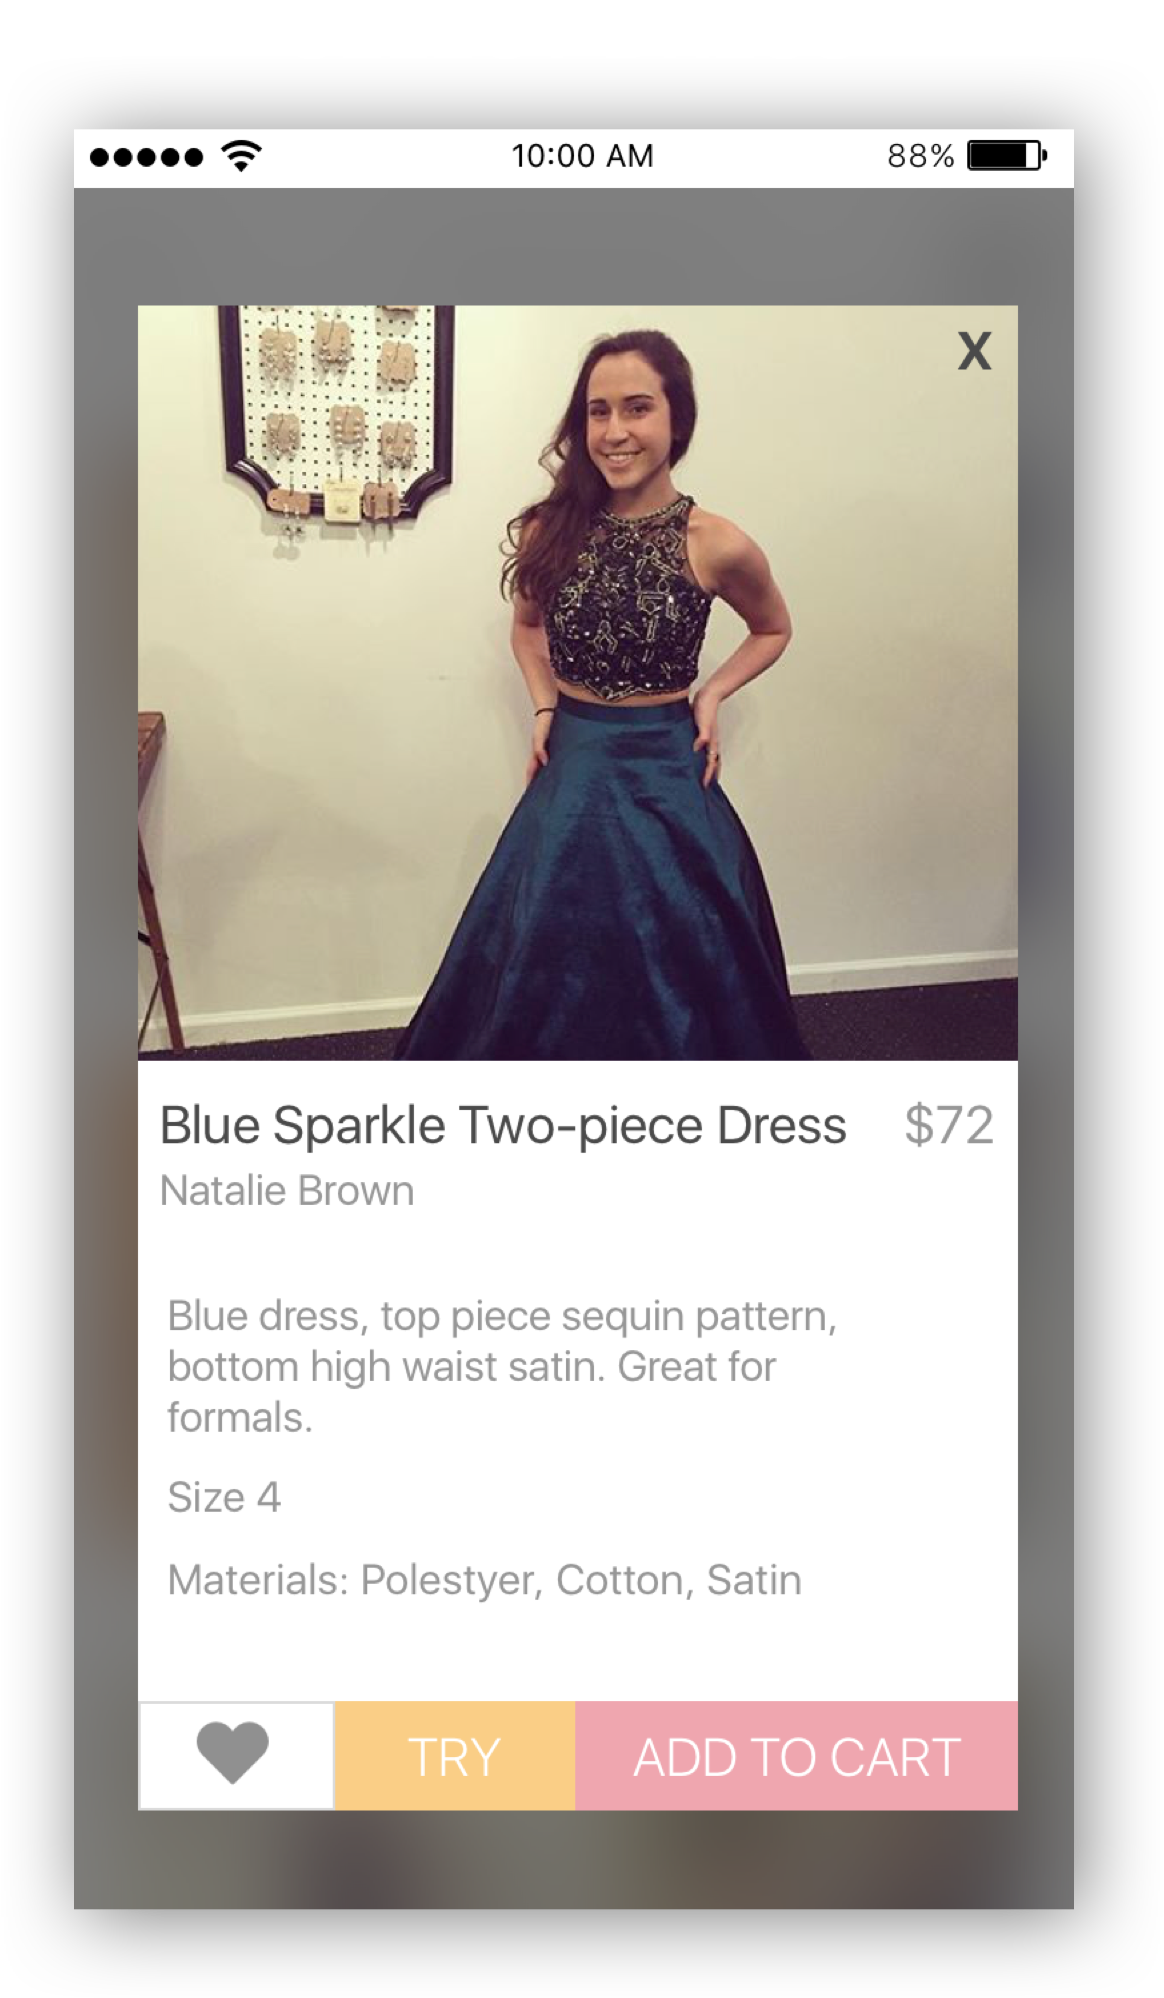 10:00 AM 88%
X
Blue Sparkle Two-piece Dress $72
Natalie Brown
Blue dress, top piece sequin pattern,
bottom high waist satin. Great for
formals.
Size 4
Materials: Polestyer, Cotton, Satin
TRY ADD TO CART